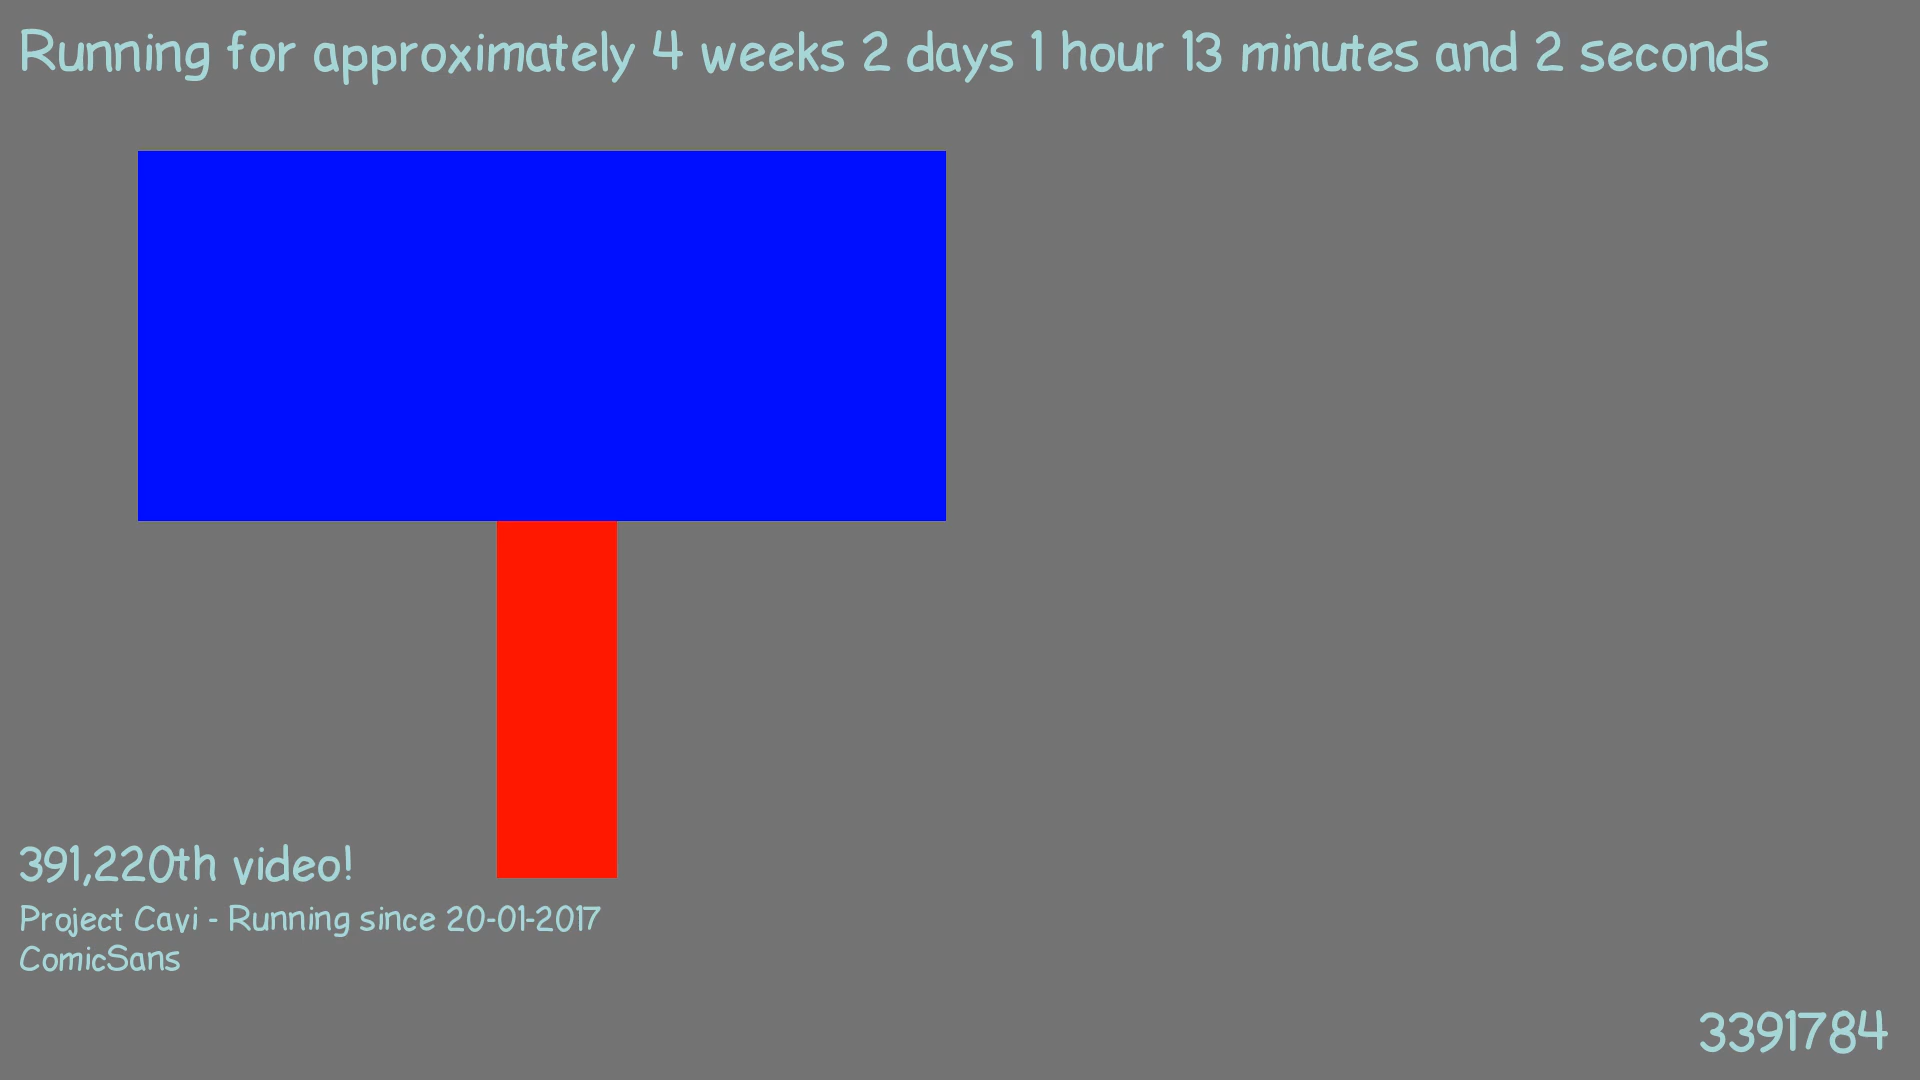 Running for approximately 4 weeks 2 days 1 hour 13 minutes and 2 seconds
391,220th video!
Project Cavi - Running since 20-01-2017
ComicSans
3391784